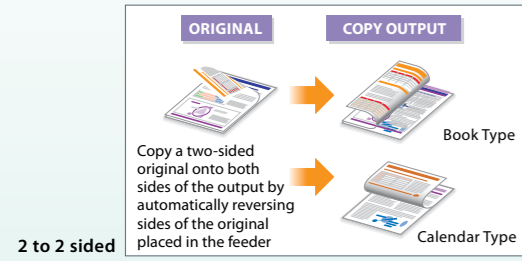 ORIGINAL
COPY OUTPUT
Book Type
Copy a two-sided
original onto both
sides of the output by
automatically reversing
sides of the original
placed in the feeder
Calendar Type
2 to 2 sided